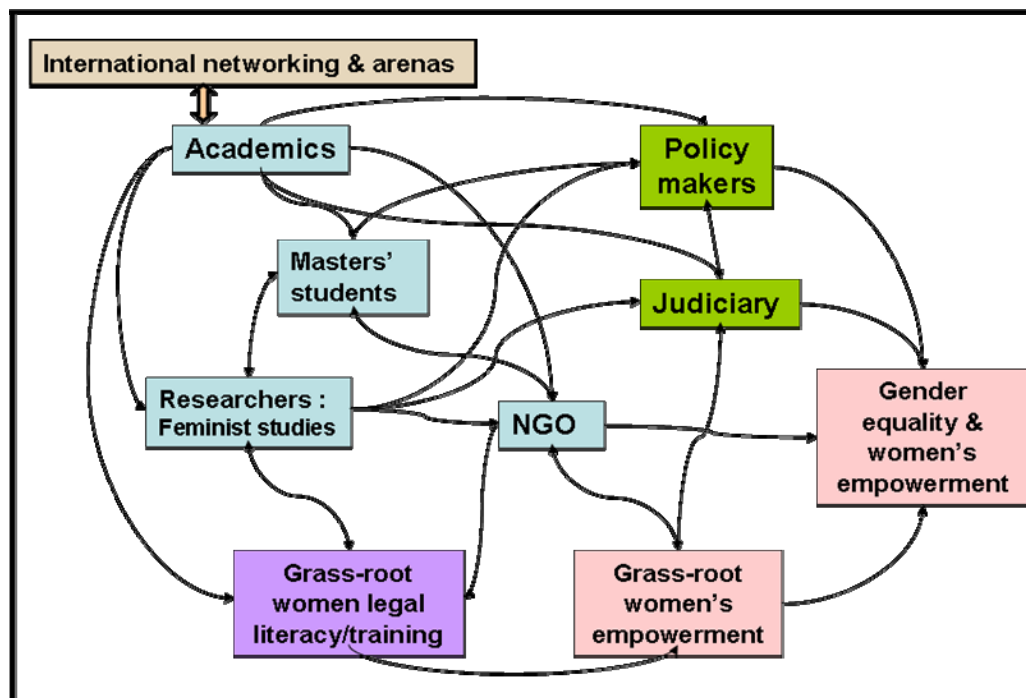 International networking & arenas
Academics
Policy
makers
Masters'
students
Judiciary
Researchers :
Feminist studies
NGO
Gender
equality &
women's
empowerment
Grass-root
women legal
literacy/training
Grass-root
women's
empowerment